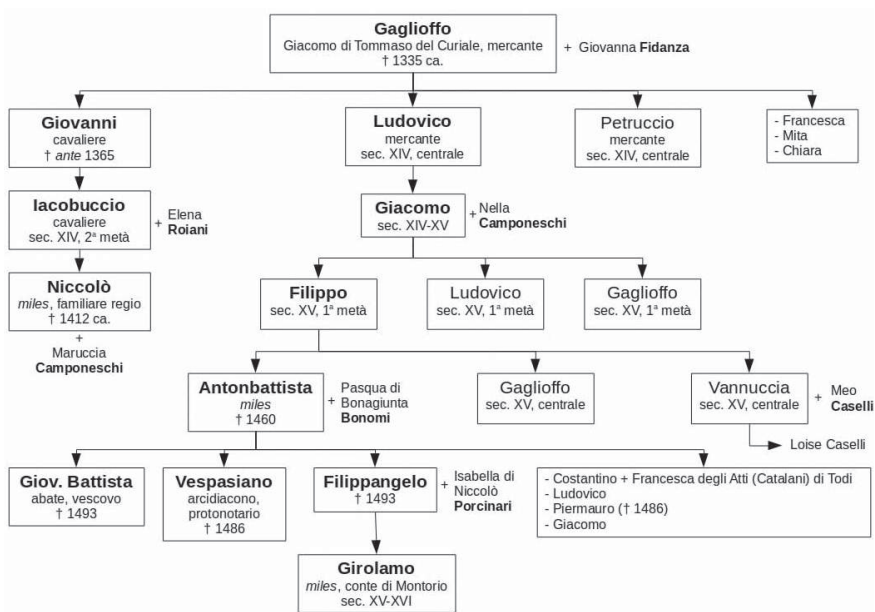 Gaglioffo
Giacomo di Tommaso del Curiale, mercante
† 1335 ca.
+ Giovanna Fidanza
Giovanni
cavaliere
† ante 1365
Ludovico
mercante
sec. XIV, centrale
Petruccio
mercante
sec. XIV, centrale
- Francesca
- Mita
- Chiara
Iacobuccio
cavaliere
sec. XIV, 2ª metà
+ Elena
Roiani
Giacomo
sec. XIV-XV
+ Nella
Camponeschi
Niccolò
miles, familiare regio
† 1412 ca.
+
Maruccia
Camponeschi
Filippo
sec. XV, 1ª metà
Ludovico
sec. XV, 1ª metà
Gaglioffo
sec. XV, 1ª metà
Antonbattista
miles
† 1460
+ Pasqua di
Bonagiunta
Bonomi
Gaglioffo
sec. XV, centrale
Vannuccia
sec. XV, centrale
+ Meo
Caselli
Loise Caselli
Giov. Battista
abate, vescovo
† 1493
Vespasiano
arcidiacono,
protonotario
† 1486
Filippangelo
† 1493
+ Isabella di
Niccolò
Porcinari
- Costantino + Francesca degli Atti (Catalani) di Todi
- Ludovico
- Piermauro († 1486)
- Giacomo
Girolamo
miles, conte di Montorio
sec. XV-XVI